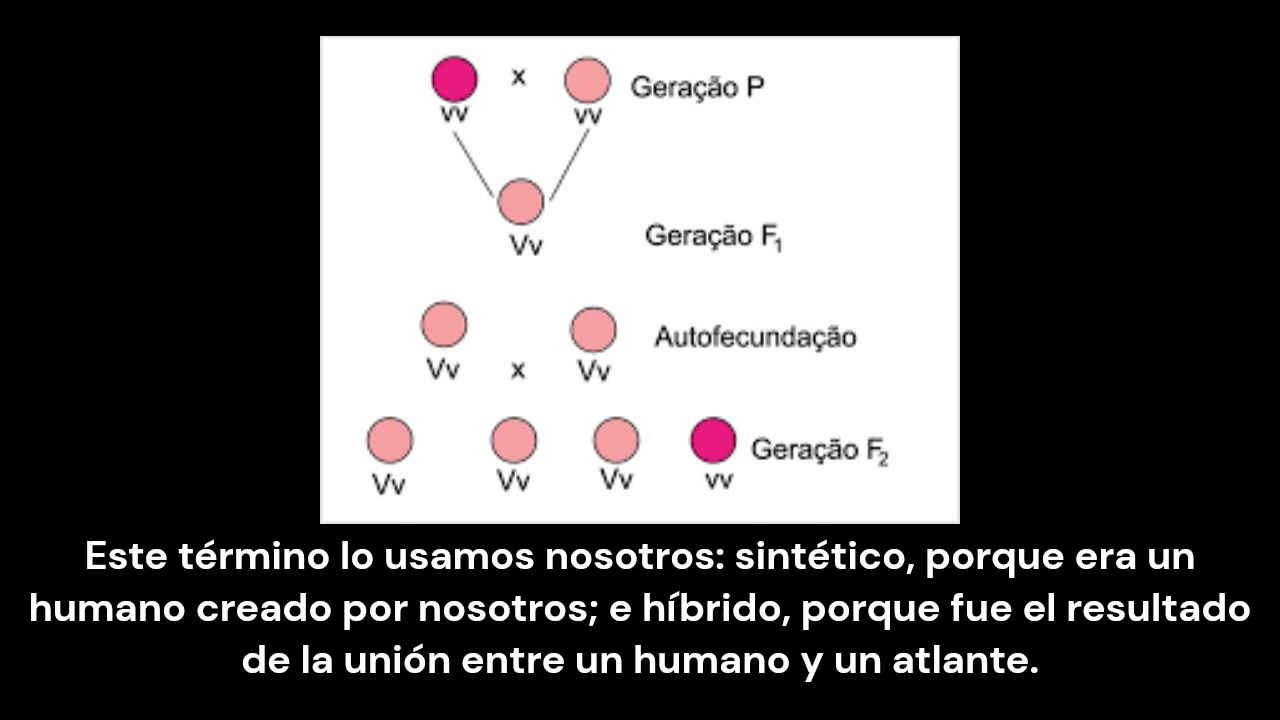 x Geração P
vv vv
Vv Geração F₁
Autofecundação
Vv x Vv
Geração F₂
Vv Vv Vv vv
Este término lo usamos nosotros: sintético, porque era un
humano creado por nosotros; e híbrido, porque fue el resultado
de la unión entre un humano y un atlante.